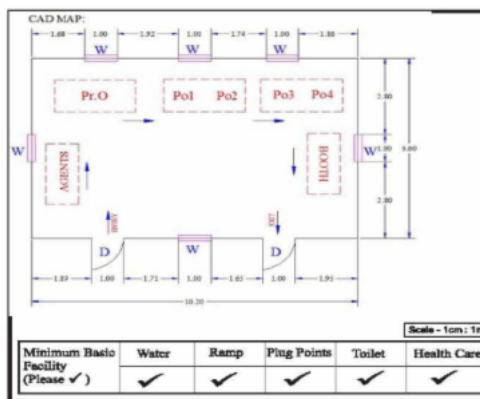 CAD MAP:
1.68 1.00 1.92 1.00 1.74 1.00 1.86
W W W
Pr.O Po1 Po2 Po3 Po4
2.00
W AGENTS BOOTH W 1.00 5.00
2.00
ENTRY EXIT
D W D
1.89 1.00 1.71 1.00 1.65 1.00 1.95
10.20
Scale - 1cm : 1
Minimum Basic Water Ramp Plug Points Toilet Health Care
Facility
(Please ✓) ✓ ✓ ✓ ✓ ✓